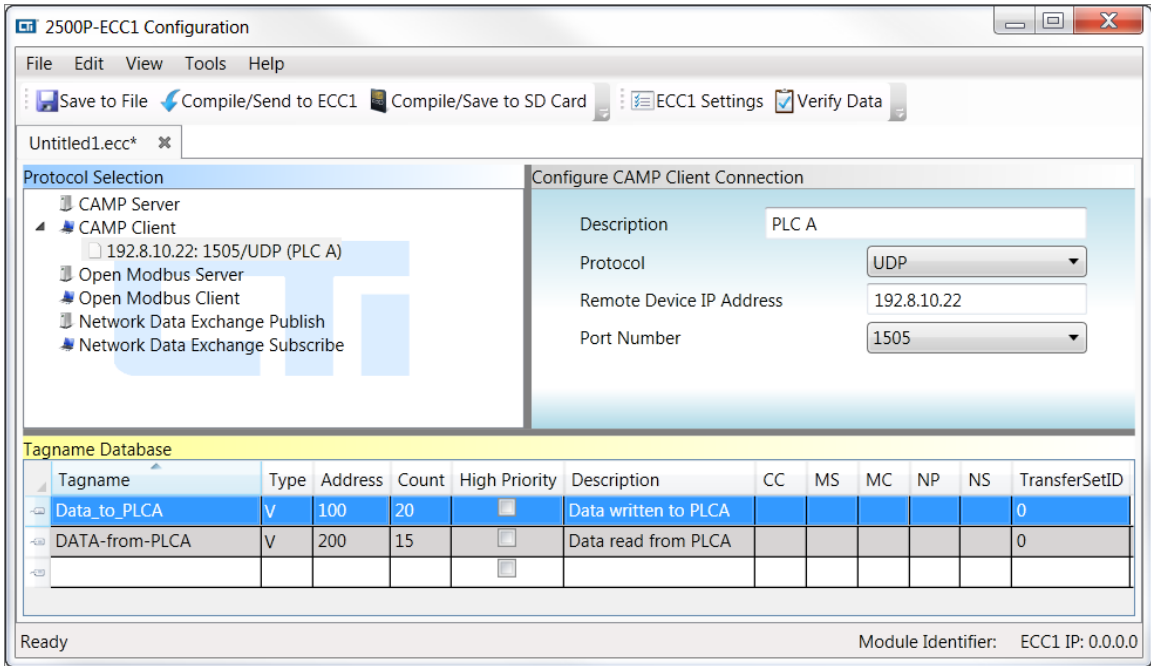 CTI 2500P-ECC1 Configuration
File Edit View Tools Help
Save to File Compile/Send to ECC1 Compile/Save to SD Card ECC1 Settings Verify Data
Untitled1.ecc*
Protocol Selection
CAMP Server
CAMP Client
192.8.10.22: 1505/UDP (PLC A)
Open Modbus Server
Open Modbus Client
Network Data Exchange Publish
Network Data Exchange Subscribe
CTI
Configure CAMP Client Connection
Description PLC A
Protocol UDP
Remote Device IP Address 192.8.10.22
Port Number 1505
Tagname Database
Tagname Type Address Count High Priority Description CC MS MC NP NS TransferSetID
Data_to_PLCA V 100 20 Data written to PLCA 0
DATA-from-PLCA V 200 15 Data read from PLCA 0
Ready Module Identifier: ECC1 IP: 0.0.0.0